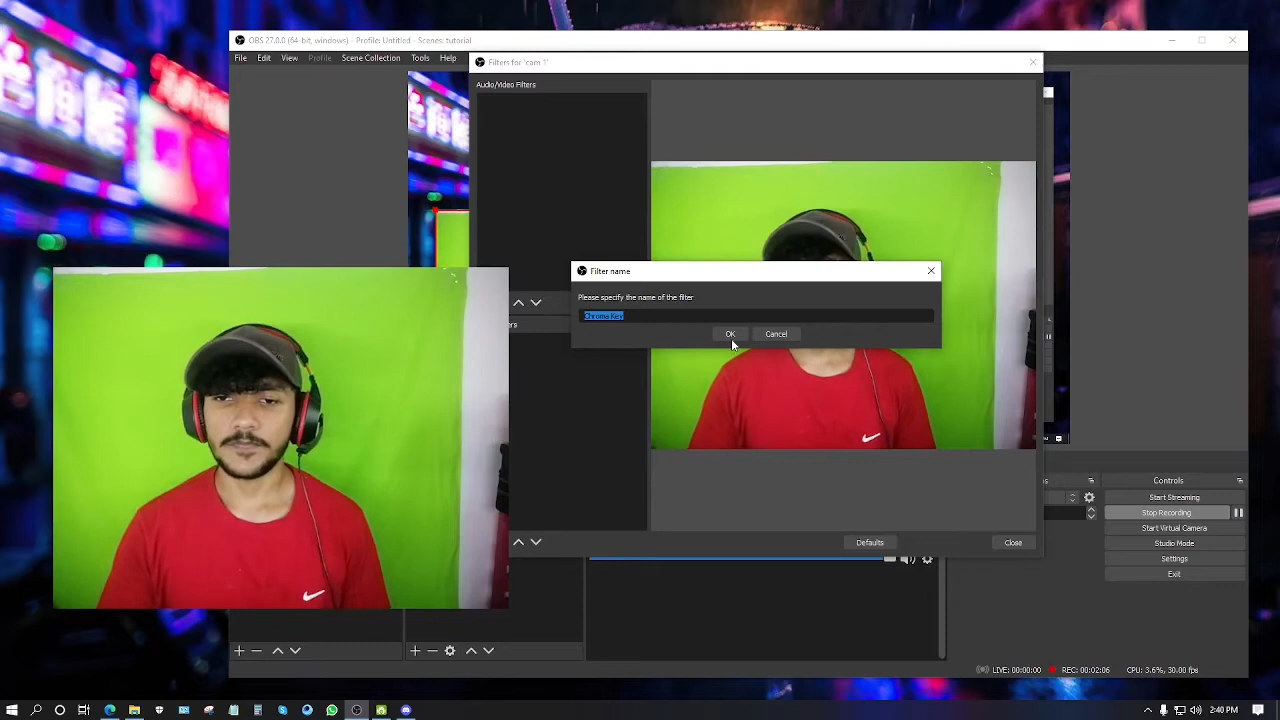 OBS 27.0.0 (64-bit, windows) - Profile: Untitled - Scenes: tutorial
File Edit View Profile Scene Collection Tools Help
Filters for 'cam 1'
Audio/Video Filters
Filter name
Please specify the name of the filter
Chroma Key
OK Cancel
Defaults Close
Controls
Start Streaming
Stop Recording
Start Virtual Camera
Studio Mode
Settings
Exit
LIVE: 00:00:00 REC: 00:02:06 CPU: 3.6%, 30.00 fps
2:40 PM